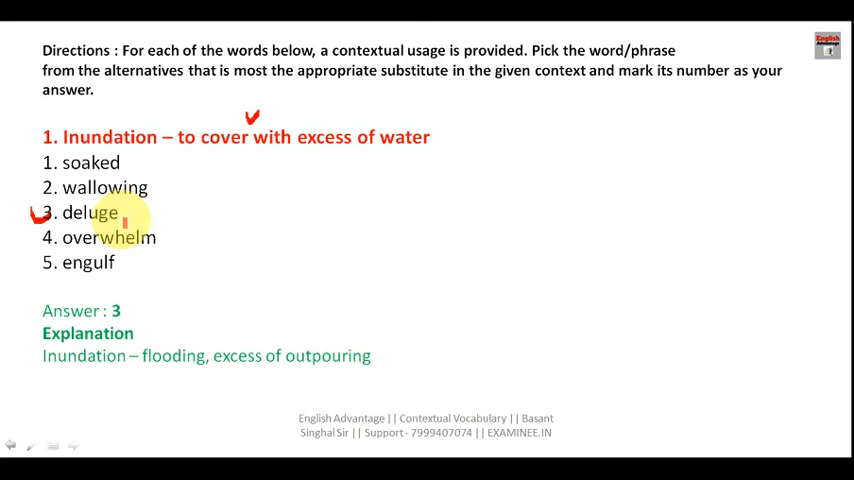 English
Advantage
Directions : For each of the words below, a contextual usage is provided. Pick the word/phrase
from the alternatives that is most the appropriate substitute in the given context and mark its number as your
answer.
1. Inundation – to cover with excess of water
1. soaked
2. wallowing
3. deluge
4. overwhelm
5. engulf
Answer : 3
Explanation
Inundation – flooding, excess of outpouring
English Advantage || Contextual Vocabulary || Basant
Singhal Sir || Support - 7999407074 || EXAMINEE.IN